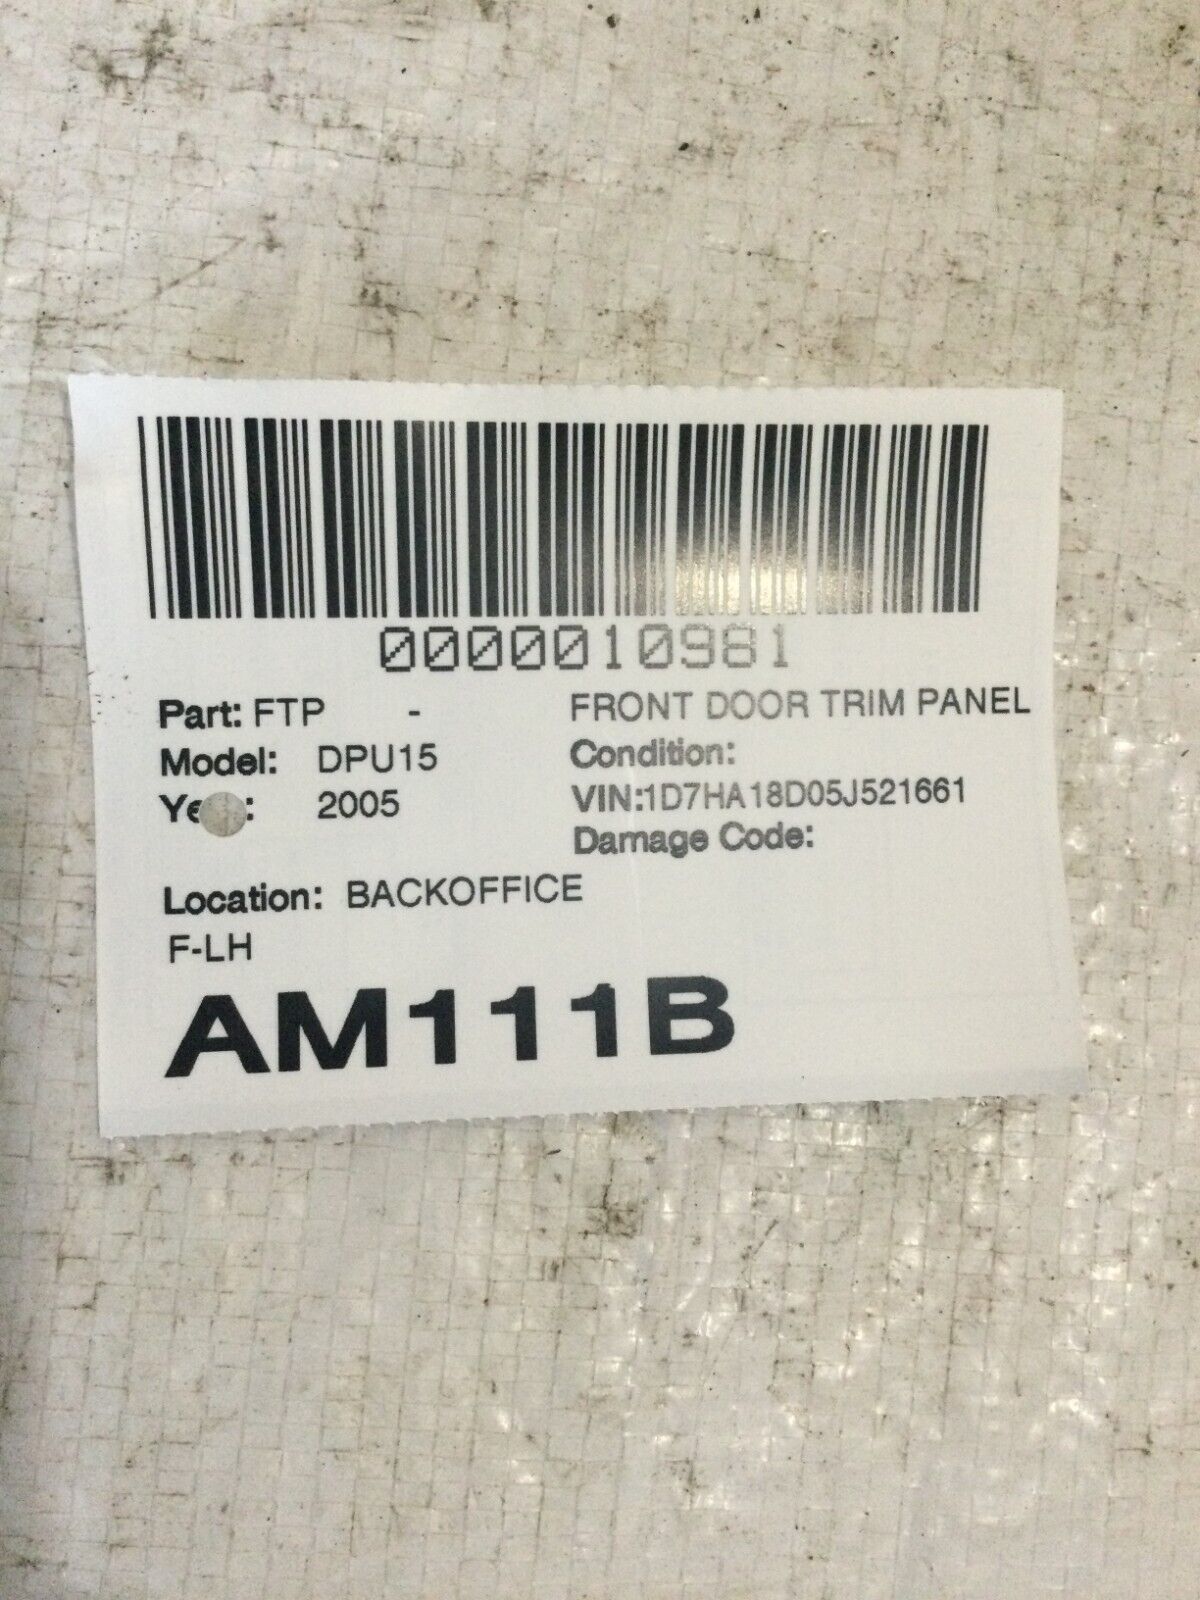 0000010981
Part: FTP - FRONT DOOR TRIM PANEL
Model: DPU15 Condition:
2005 VIN:1D7HA18D05J521661
Damage Code:
Location: BACKOFFICE
F-LH
AM111B